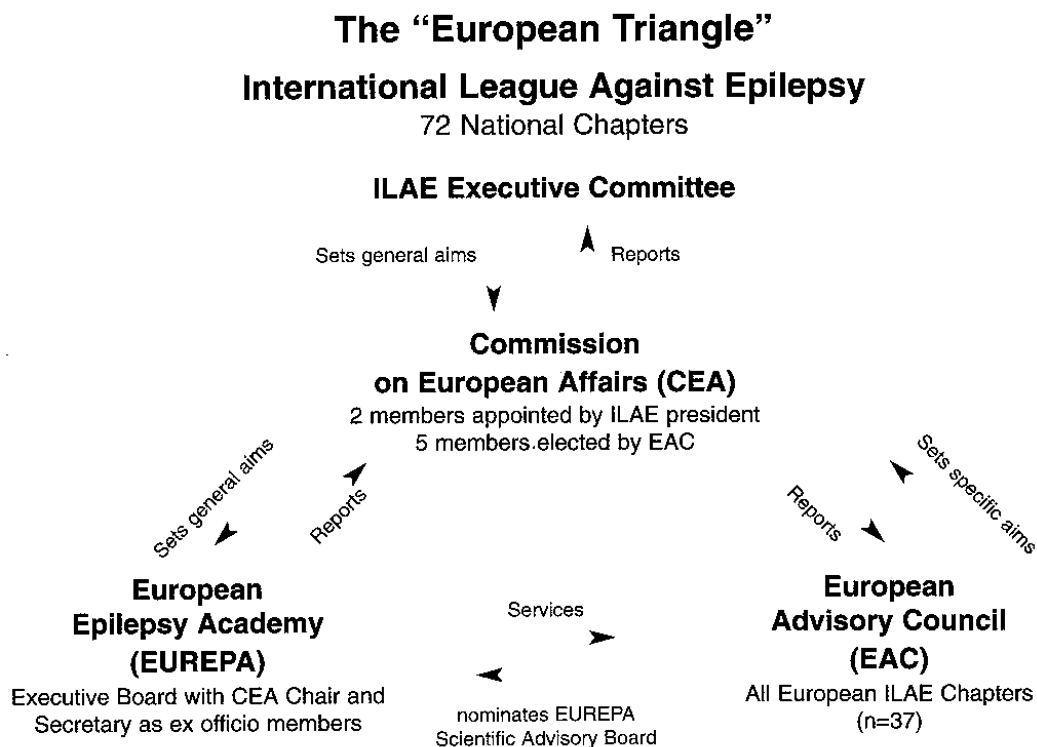 The “European Triangle”
International League Against Epilepsy
72 National Chapters
ILAE Executive Committee
Sets general aims
Reports
Commission
on European Affairs (CEA)
2 members appointed by ILAE president
5 members elected by EAC
Sets general aims
Reports
Reports
Sets specific aims
European
Epilepsy Academy
(EUREPA)
Executive Board with CEA Chair and
Secretary as ex officio members
Services
nominates EUREPA
Scientific Advisory Board
European
Advisory Council
(EAC)
All European ILAE Chapters
(n=37)